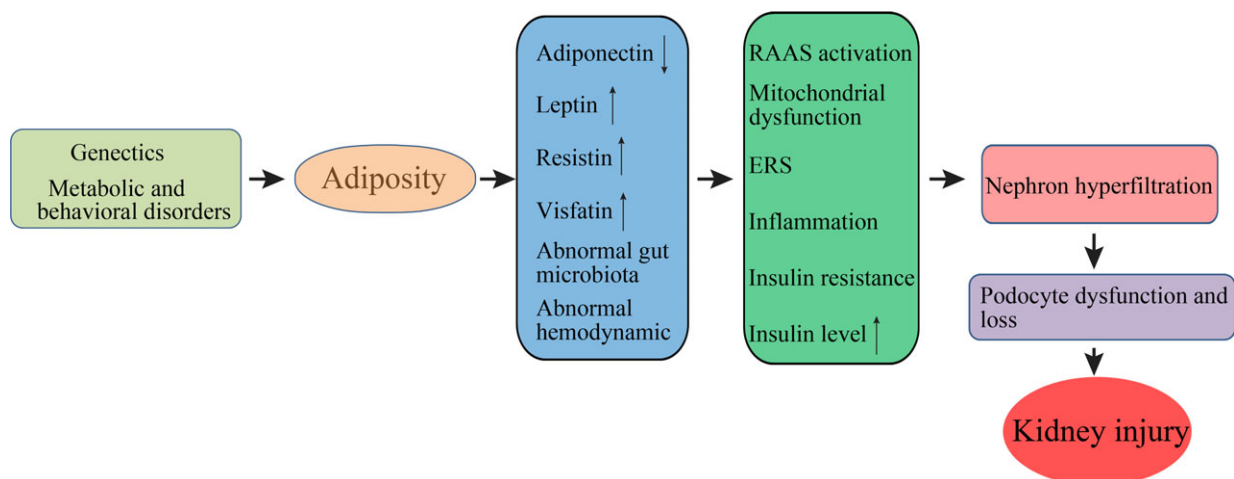 Genectics
Metabolic and
behavioral disorders
Adiposity
Adiponectin ↓
Leptin ↑
Resistin ↑
Visfatin ↑
Abnormal gut
microbiota
Abnormal
hemodynamic
RAAS activation
Mitochondrial
dysfunction
ERS
Inflammation
Insulin resistance
Insulin level ↑
Nephron hyperfiltration
Podocyte dysfunction and
loss
Kidney injury